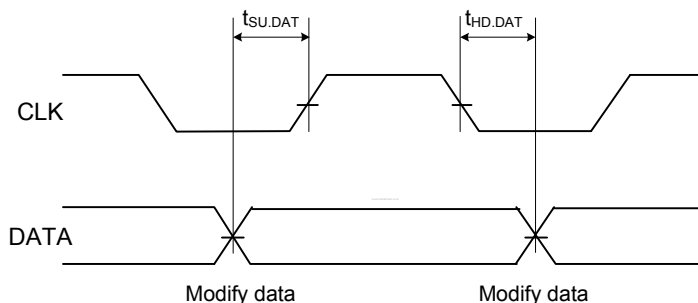 tSU.DAT tHD.DAT
CLK
DATA
Modify data Modify data